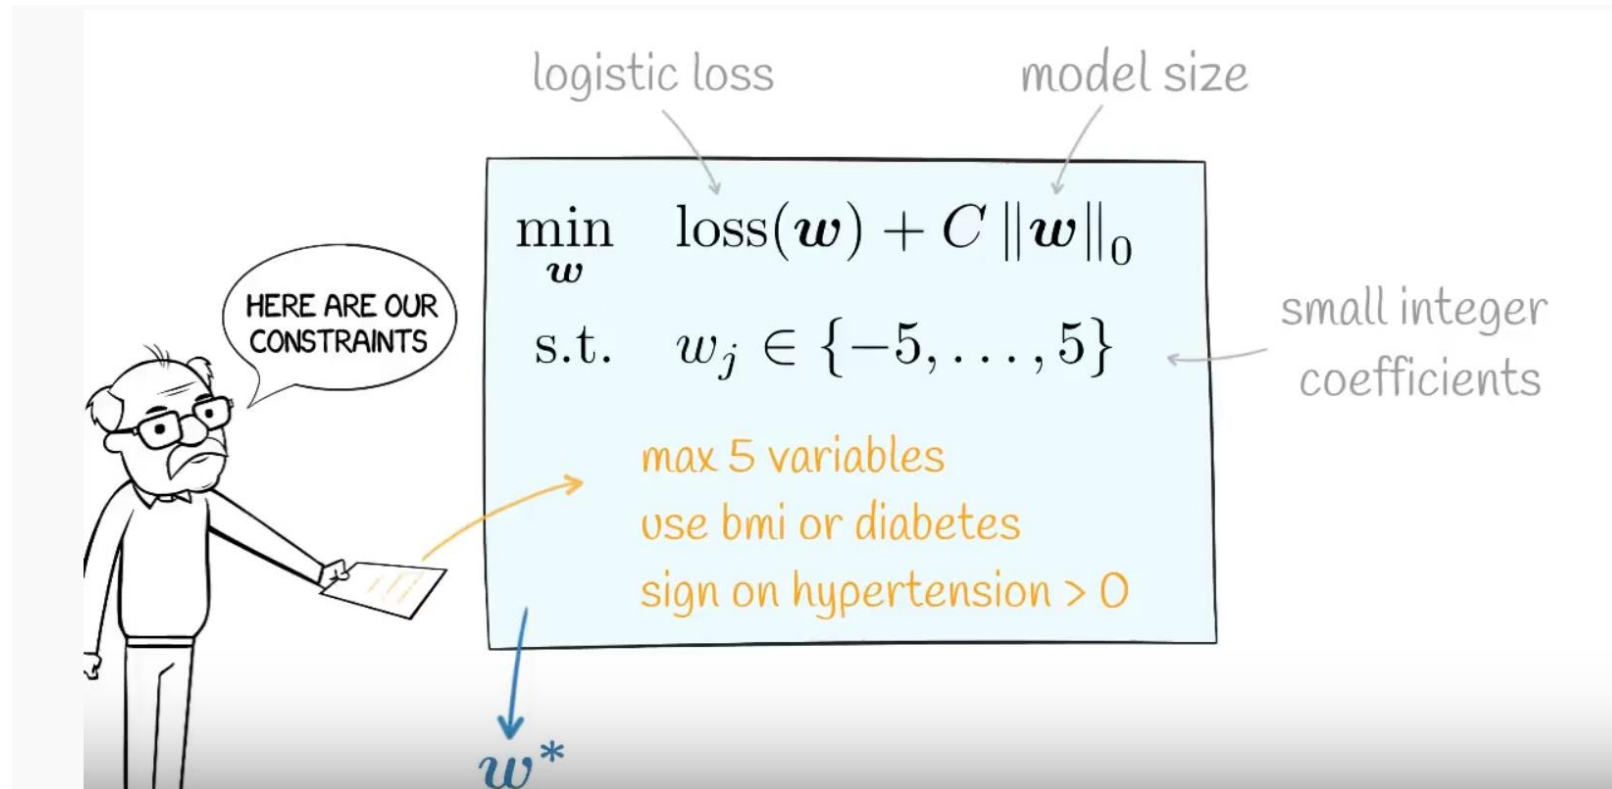 logistic loss
model size
min loss(w) + C ‖w‖₀
w
HERE ARE OUR
CONSTRAINTS
s.t. wⱼ ∈ {−5, . . . , 5}
small integer
coefficients
max 5 variables
use bmi or diabetes
sign on hypertension > 0
w*